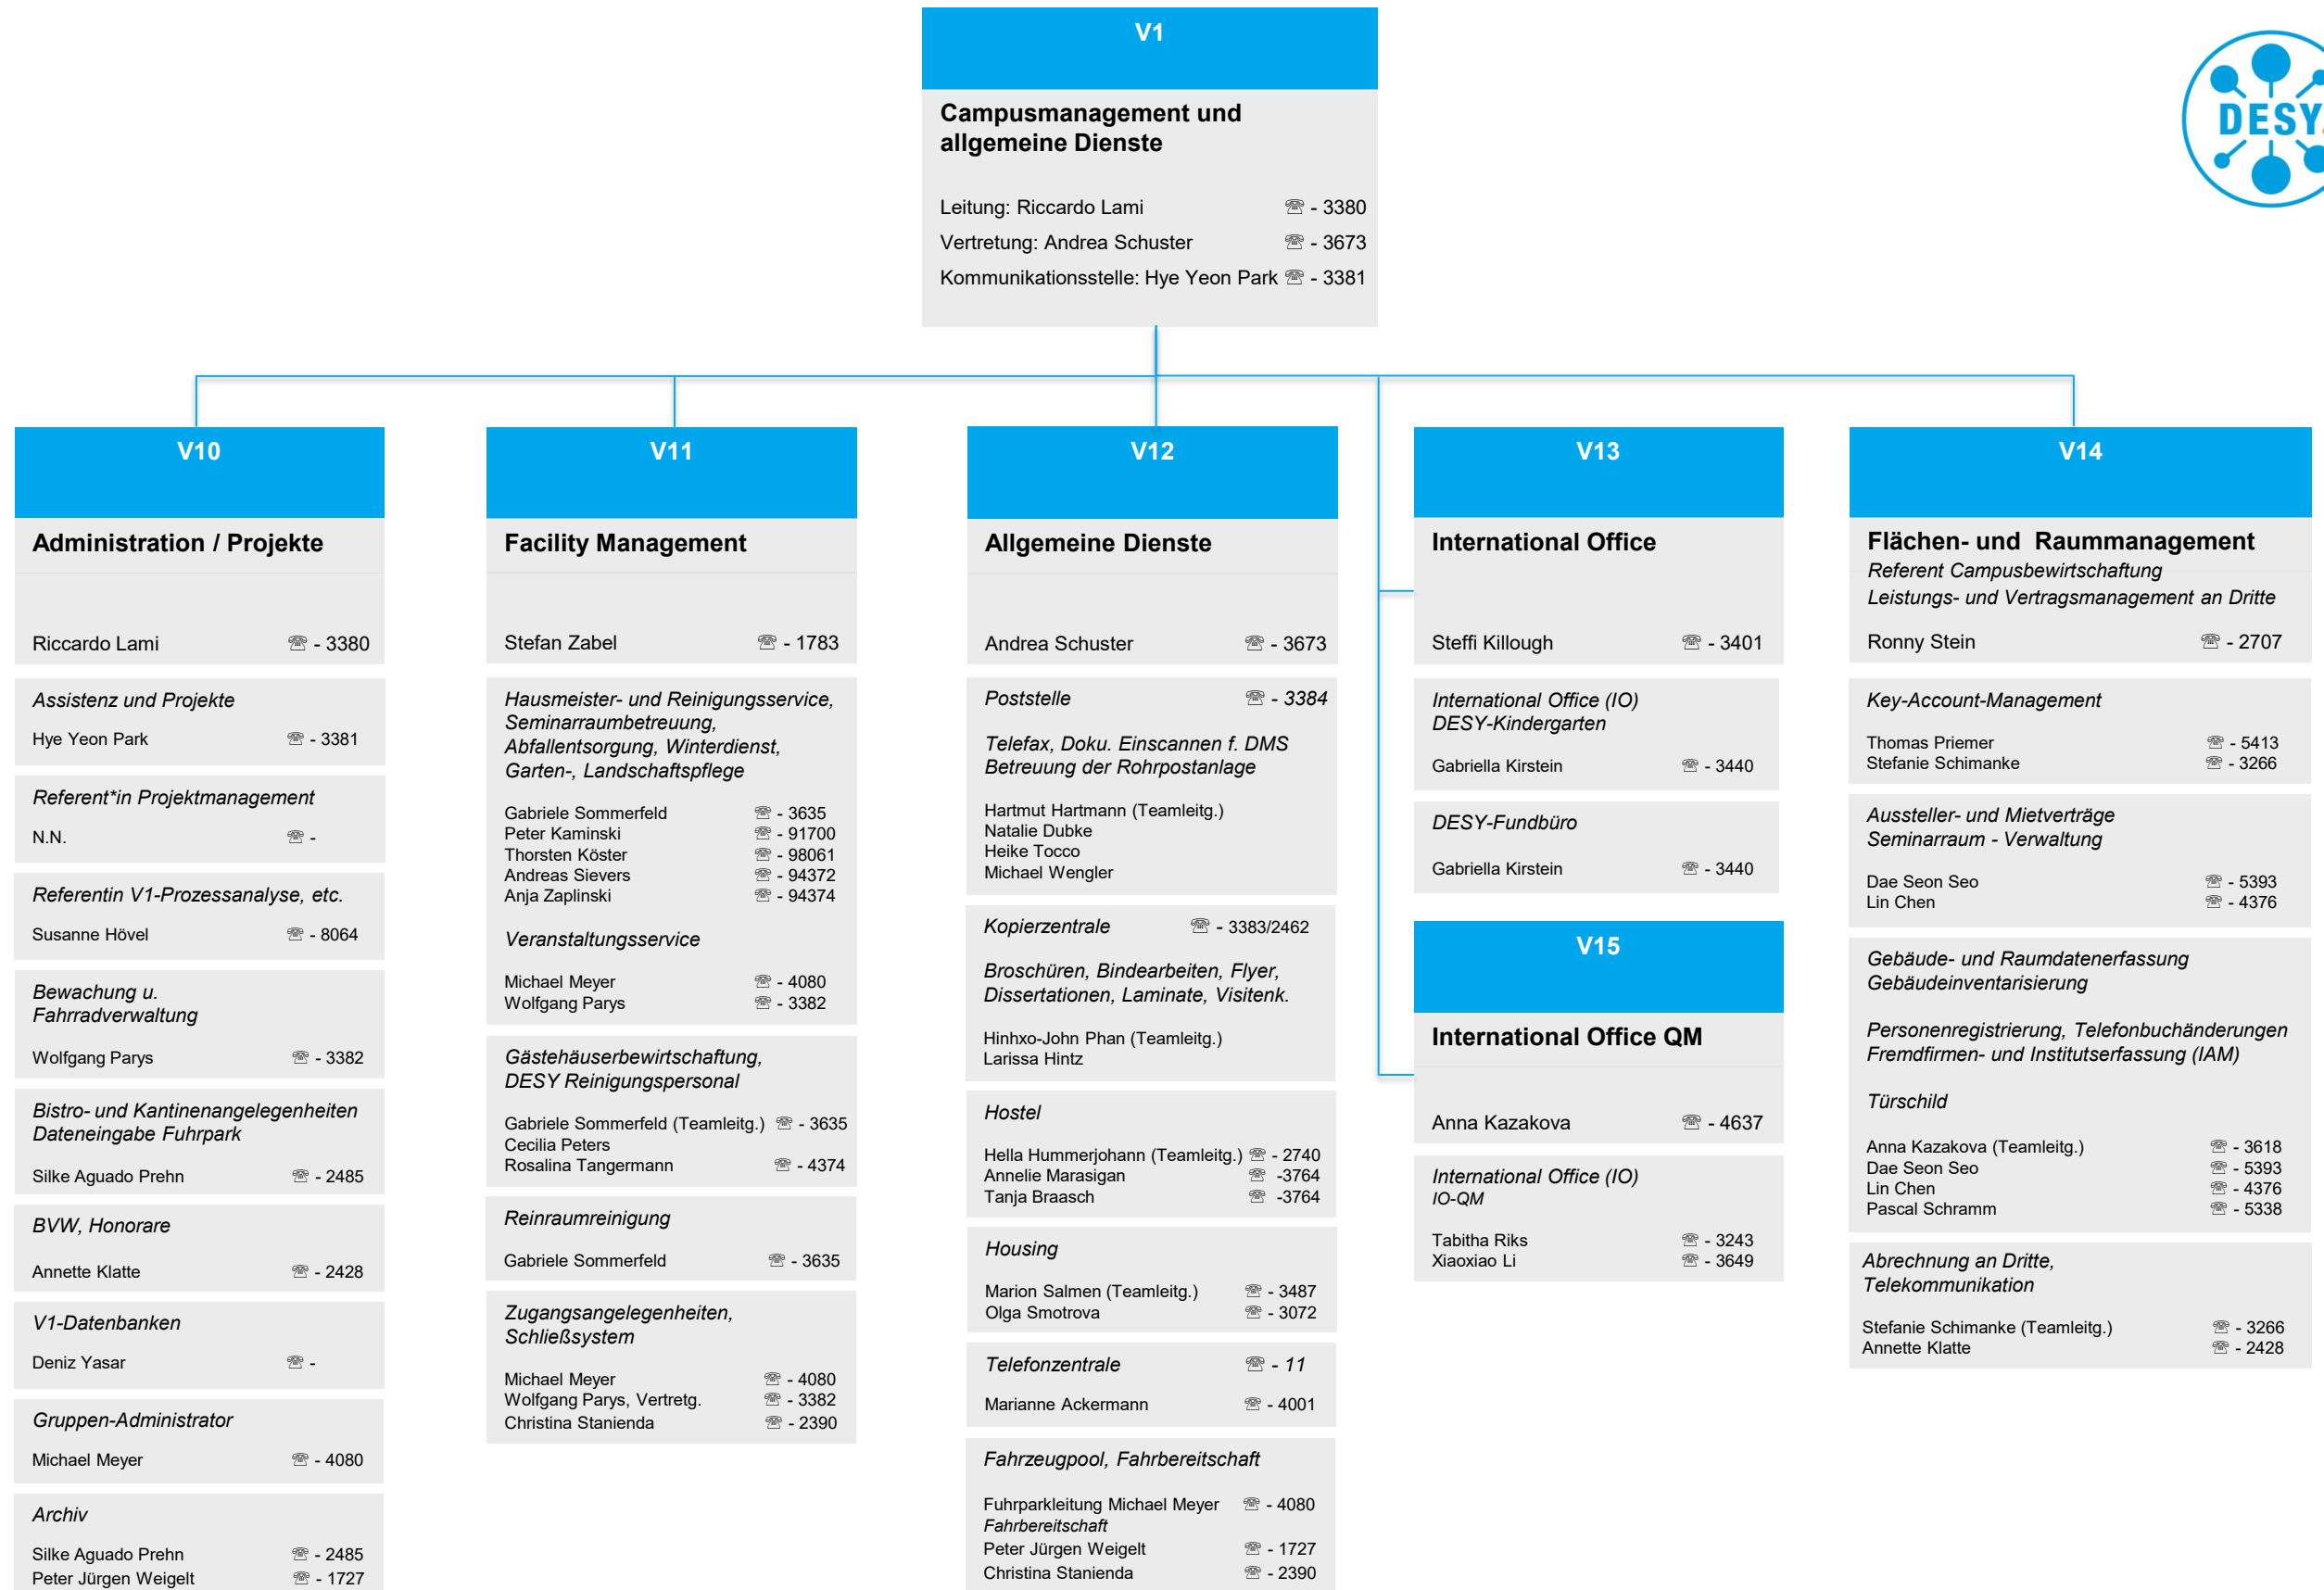 V1
Campusmanagement und
allgemeine Dienste
Leitung: Riccardo Lami ☏ - 3380
Vertretung: Andrea Schuster ☏ - 3673
Kommunikationsstelle: Hye Yeon Park ☏ - 3381
DESY.
V10
Administration / Projekte
Riccardo Lami ☏ - 3380
Assistenz und Projekte
Hye Yeon Park ☏ - 3381
Referent*in Projektmanagement
N.N. ☏ -
Referentin V1-Prozessanalyse, etc.
Susanne Hövel ☏ - 8064
Bewachung u.
Fahrradverwaltung
Wolfgang Parys ☏ - 3382
Bistro- und Kantinenangelegenheiten
Dateneingabe Fuhrpark
Silke Aguado Prehn ☏ - 2485
BVW, Honorare
Annette Klatte ☏ - 2428
V1-Datenbanken
Deniz Yasar ☏ -
Gruppen-Administrator
Michael Meyer ☏ - 4080
Archiv
Silke Aguado Prehn ☏ - 2485
Peter Jürgen Weigelt ☏ - 1727
V11
Facility Management
Stefan Zabel ☏ - 1783
Hausmeister- und Reinigungsservice,
Seminarraumbetreuung,
Abfallentsorgung, Winterdienst,
Garten-, Landschaftspflege
Gabriele Sommerfeld ☏ - 3635
Peter Kaminski ☏ - 91700
Thorsten Köster ☏ - 98061
Andreas Sievers ☏ - 94372
Anja Zaplinski ☏ - 94374
Veranstaltungsservice
Michael Meyer ☏ - 4080
Wolfgang Parys ☏ - 3382
Gästehäuserbewirtschaftung,
DESY Reinigungspersonal
Gabriele Sommerfeld (Teamleitg.) ☏ - 3635
Cecilia Peters
Rosalina Tangermann ☏ - 4374
Reinraumreinigung
Gabriele Sommerfeld ☏ - 3635
Zugangsangelegenheiten,
Schließsystem
Michael Meyer ☏ - 4080
Wolfgang Parys, Vertretg. ☏ - 3382
Christina Stanienda ☏ - 2390
V12
Allgemeine Dienste
Andrea Schuster ☏ - 3673
Poststelle ☏ - 3384
Telefax, Doku. Einscannen f. DMS
Betreuung der Rohrpostanlage
Hartmut Hartmann (Teamleitg.)
Natalie Dubke
Heike Tocco
Michael Wengler
Kopierzentrale ☏ - 3383/2462
Broschüren, Bindearbeiten, Flyer,
Dissertationen, Laminate, Visitenk.
Hinhxo-John Phan (Teamleitg.)
Larissa Hintz
Hostel
Hella Hummerjohann (Teamleitg.) ☏ - 2740
Annelie Marasigan ☏ -3764
Tanja Braasch ☏ -3764
Housing
Marion Salmen (Teamleitg.) ☏ - 3487
Olga Smotrova ☏ - 3072
Telefonzentrale ☏ - 11
Marianne Ackermann ☏ - 4001
Fahrzeugpool, Fahrbereitschaft
Fuhrparkleitung Michael Meyer ☏ - 4080
Fahrbereitschaft
Peter Jürgen Weigelt ☏ - 1727
Christina Stanienda ☏ - 2390
V13
International Office
Steffi Killough ☏ - 3401
International Office (IO)
DESY-Kindergarten
Gabriella Kirstein ☏ - 3440
DESY-Fundbüro
Gabriella Kirstein ☏ - 3440
V15
International Office QM
Anna Kazakova ☏ - 4637
International Office (IO)
IO-QM
Tabitha Riks ☏ - 3243
Xiaoxiao Li ☏ - 3649
V14
Flächen- und Raummanagement
Referent Campusbewirtschaftung
Leistungs- und Vertragsmanagement an Dritte
Ronny Stein ☏ - 2707
Key-Account-Management
Thomas Priemer ☏ - 5413
Stefanie Schimanke ☏ - 3266
Aussteller- und Mietverträge
Seminarraum - Verwaltung
Dae Seon Seo ☏ - 5393
Lin Chen ☏ - 4376
Gebäude- und Raumdatenerfassung
Gebäudeinventarisierung
Personenregistrierung, Telefonbuchänderungen
Fremdfirmen- und Institutserfassung (IAM)
Türschild
Anna Kazakova (Teamleitg.) ☏ - 3618
Dae Seon Seo ☏ - 5393
Lin Chen ☏ - 4376
Pascal Schramm ☏ - 5338
Abrechnung an Dritte,
Telekommunikation
Stefanie Schimanke (Teamleitg.) ☏ - 3266
Annette Klatte ☏ - 2428